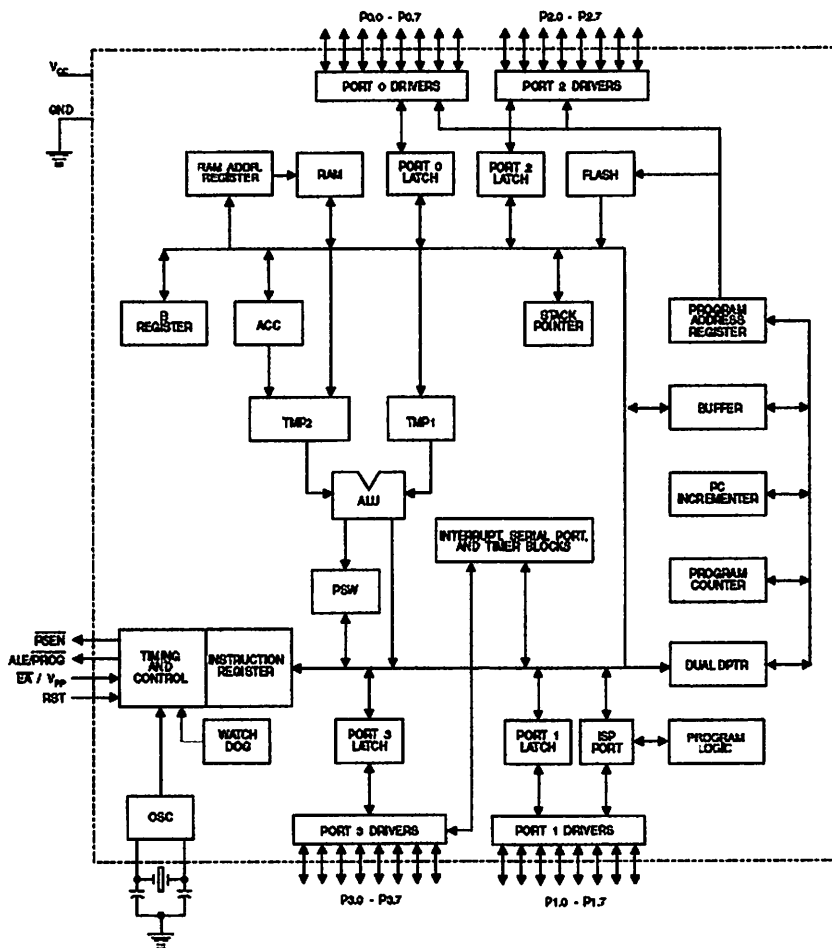 P0.0 - P0.7
P2.0 - P2.7
VCC
GND
PORT 0 DRIVERS
PORT 2 DRIVERS
RAM ADDR.
REGISTER
RAM
PORT 0
LATCH
PORT 2
LATCH
FLASH
B
REGISTER
ACC
STACK
POINTER
PROGRAM
ADDRESS
REGISTER
TMP2
TMP1
BUFFER
ALU
PC
INCREMENTER
INTERRUPT, SERIAL PORT,
AND TIMER BLOCKS
PSW
PROGRAM
COUNTER
PSEN
ALE/PROG
EA / VPP
RST
TIMING
AND
CONTROL
INSTRUCTION
REGISTER
DUAL DPTR
WATCH
DOG
PORT 3
LATCH
PORT 1
LATCH
ISP
PORT
PROGRAM
LOGIC
OSC
PORT 3 DRIVERS
PORT 1 DRIVERS
P3.0 - P3.7
P1.0 - P1.7